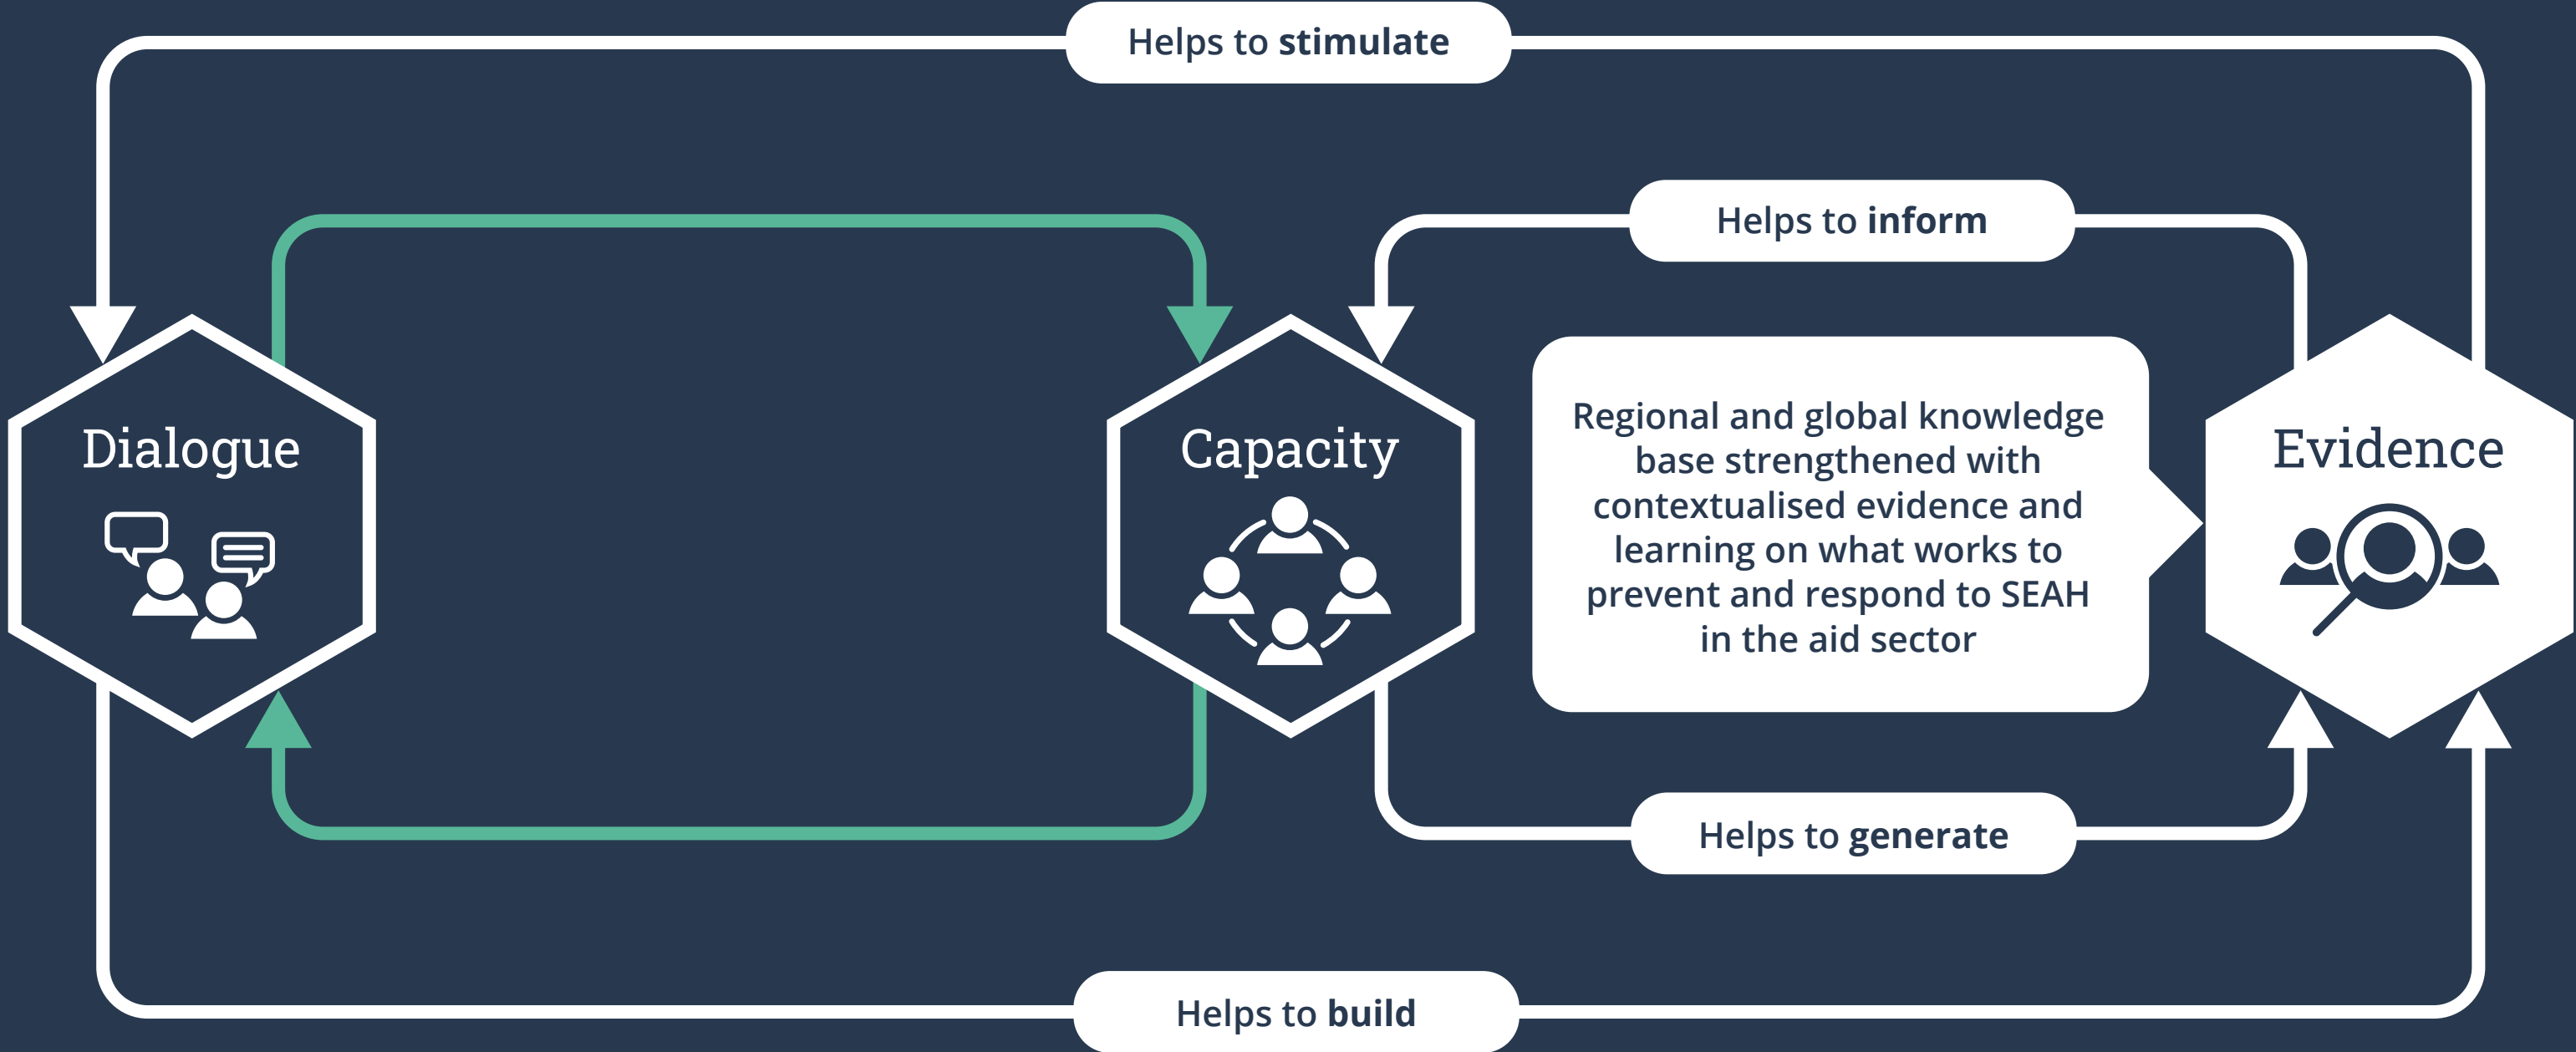 Helps to stimulate
Helps to inform
Dialogue
Capacity
Regional and global knowledge
base strengthened with
contextualised evidence and
learning on what works to
prevent and respond to SEAH
in the aid sector
Evidence
Helps to generate
Helps to build